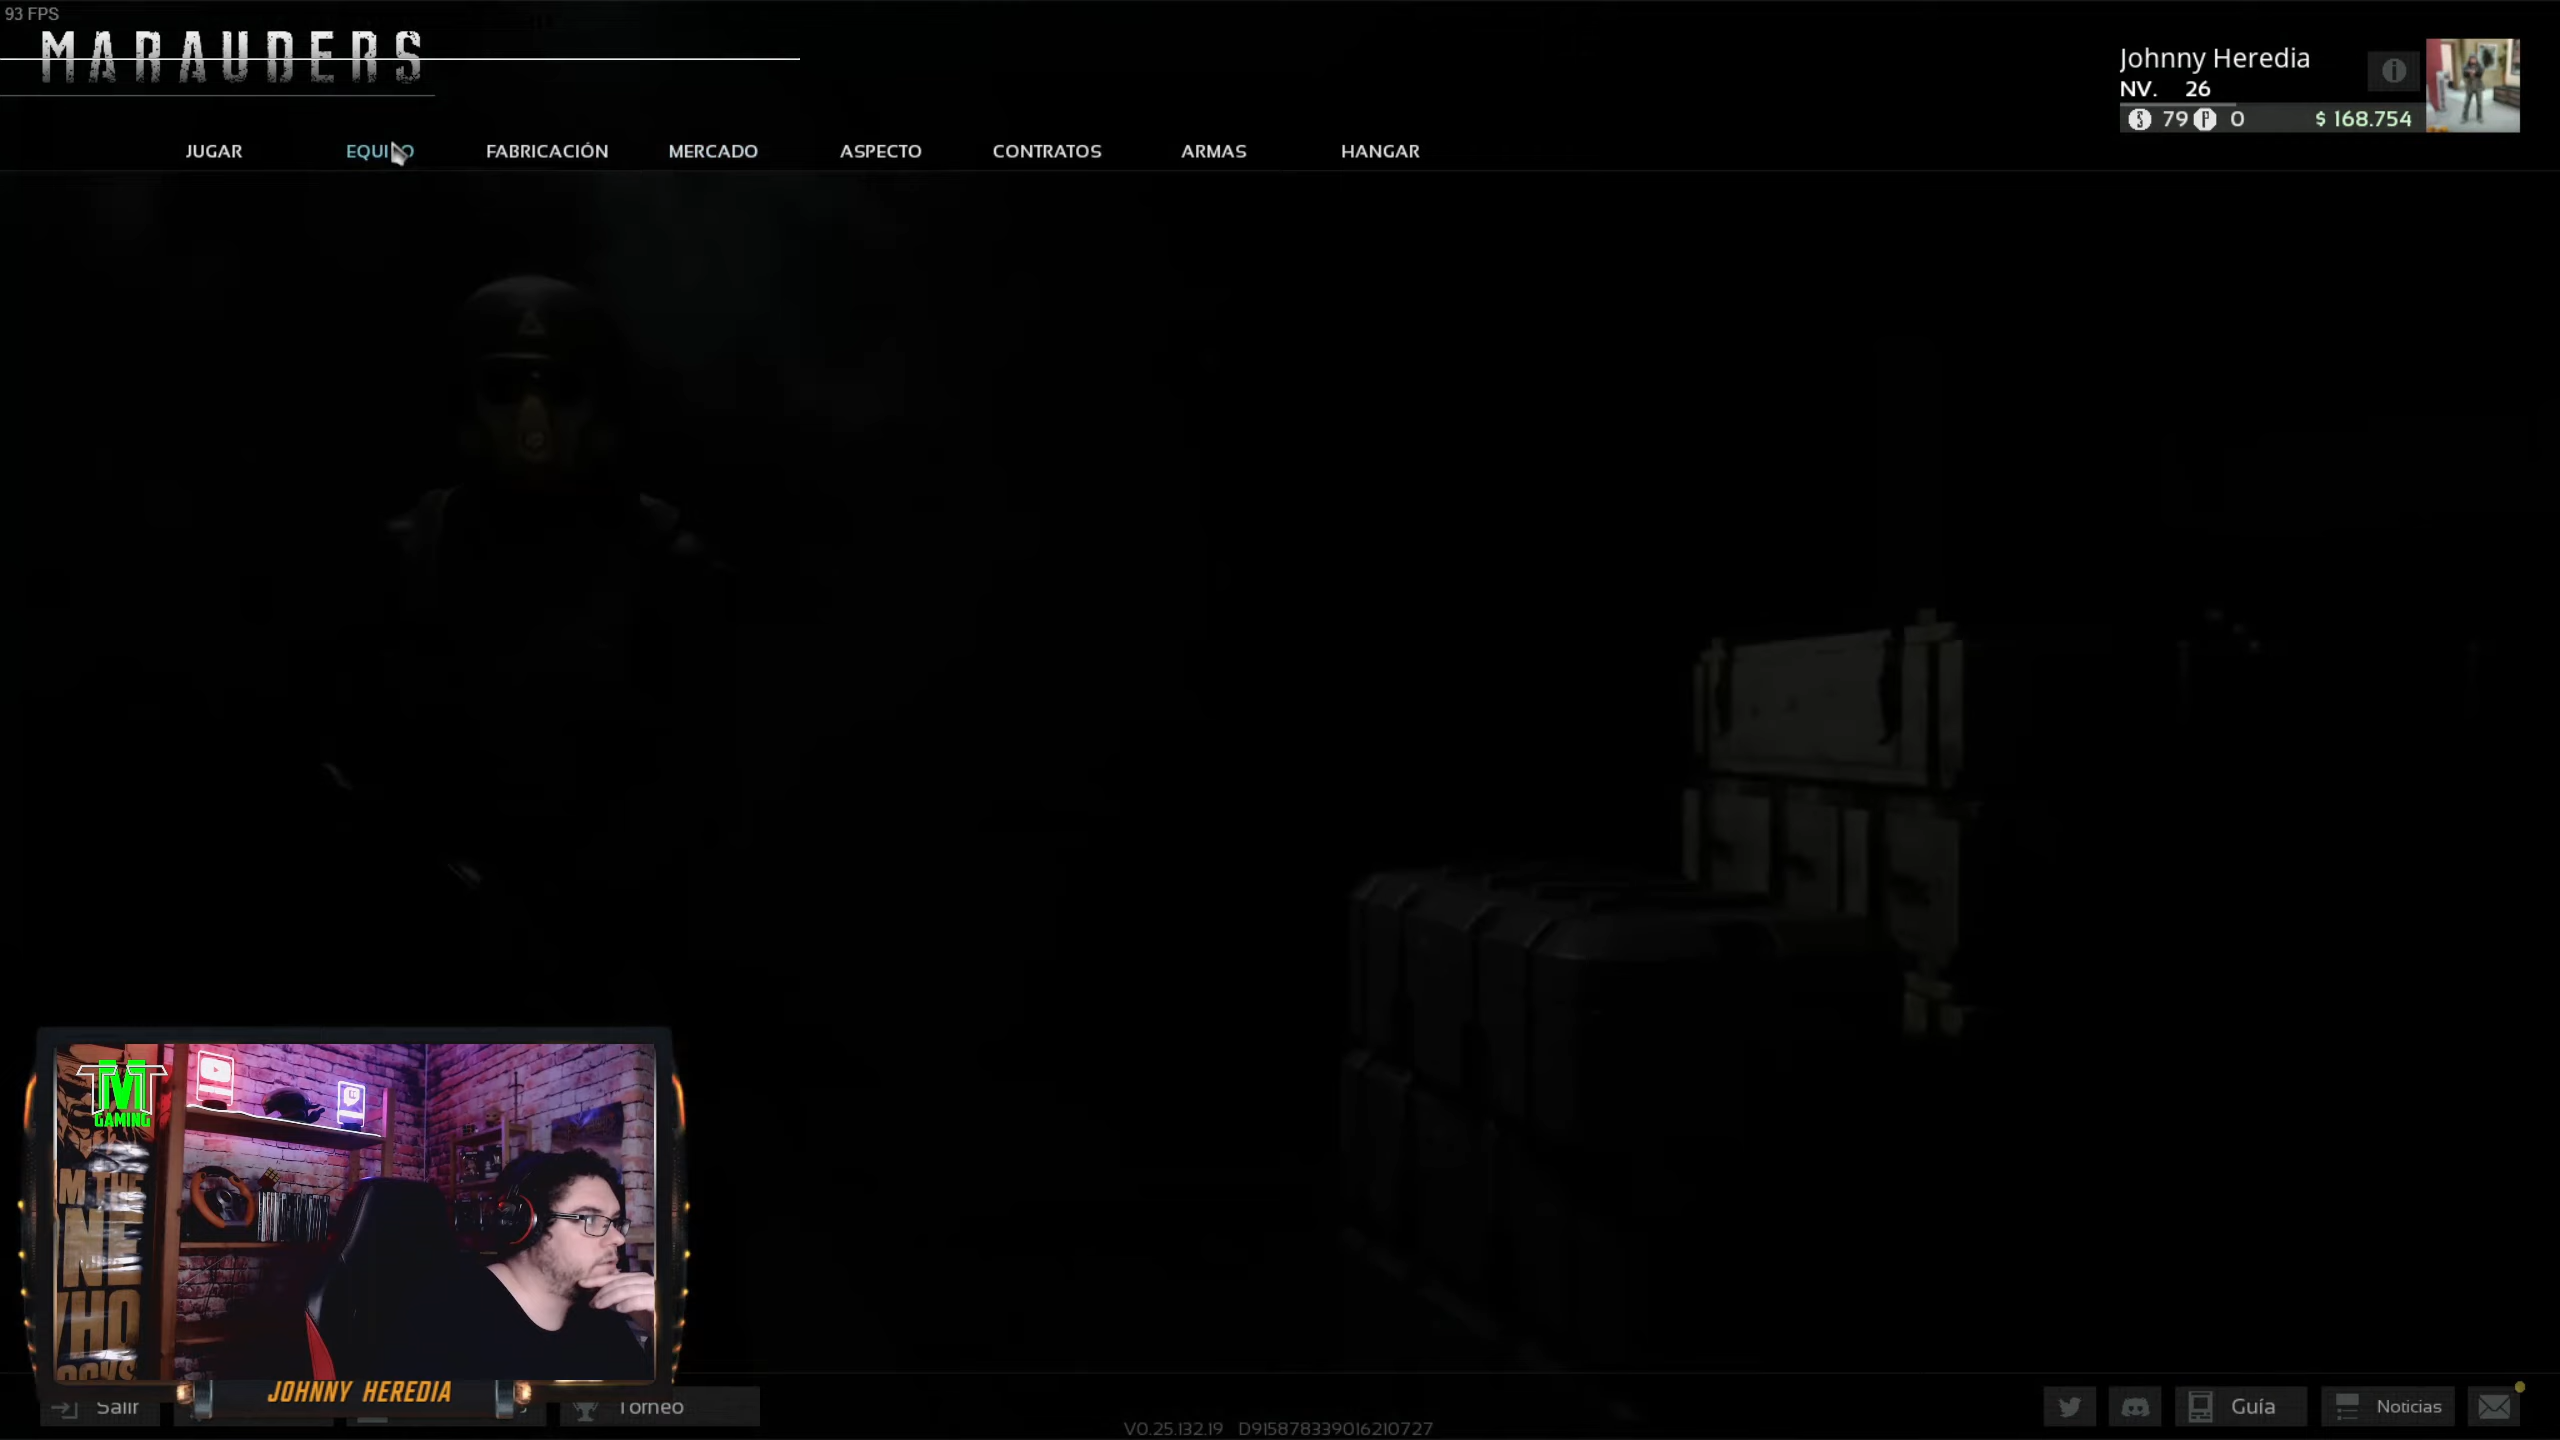 93 FPS
MARAUDERS
Johnny Heredia
NV. 26
S 79 P 0 $ 168.754
JUGAR EQUIPO FABRICACIÓN MERCADO ASPECTO CONTRATOS ARMAS HANGAR
TMT
GAMING
JOHNNY HEREDIA
Salir Torneo
V0.25.132.19 D915878339016210727
Guía Noticias